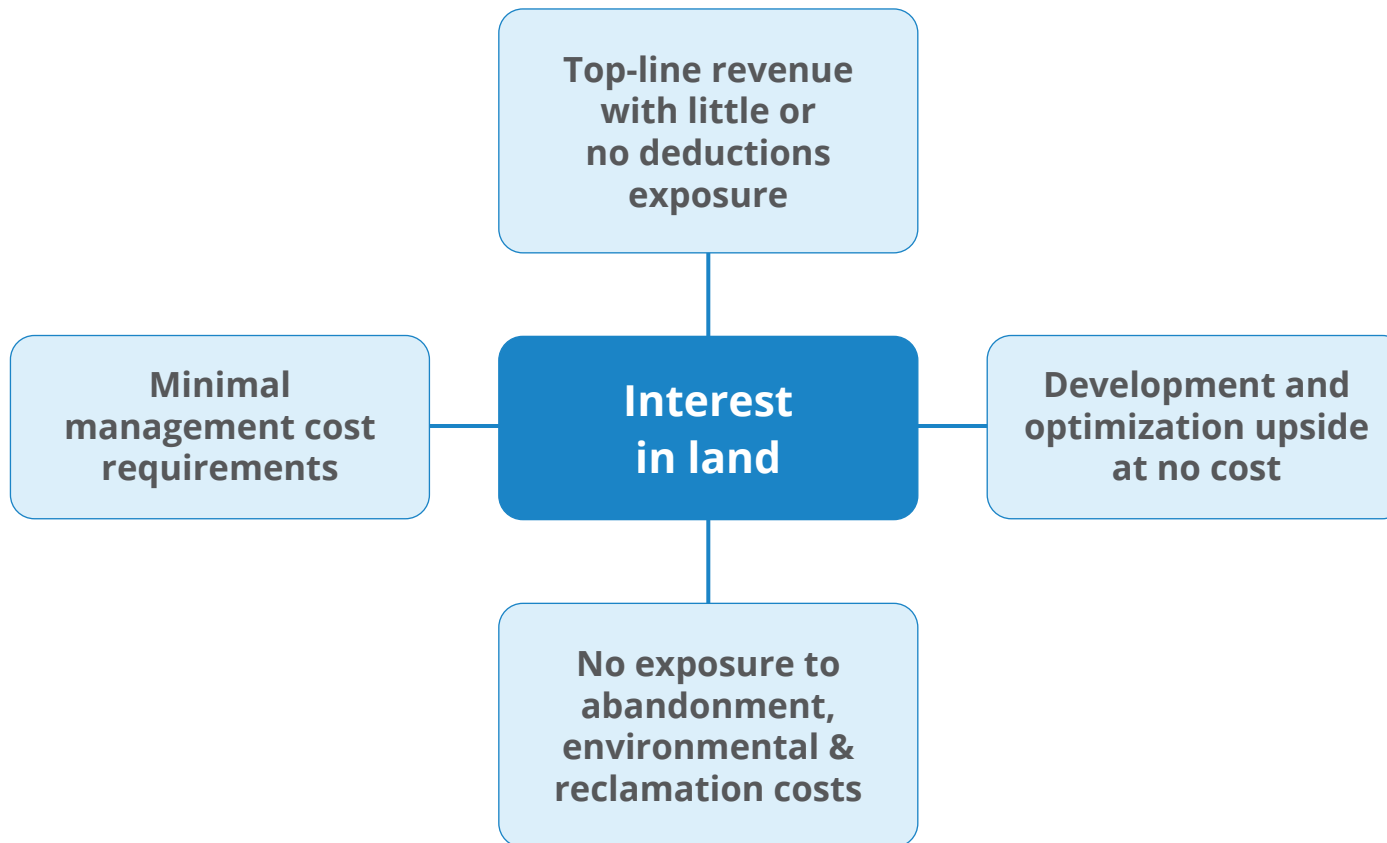 Top-line revenue
with little or
no deductions
exposure
Minimal
management cost
requirements
Interest
in land
Development and
optimization upside
at no cost
No exposure to
abandonment,
environmental &
reclamation costs